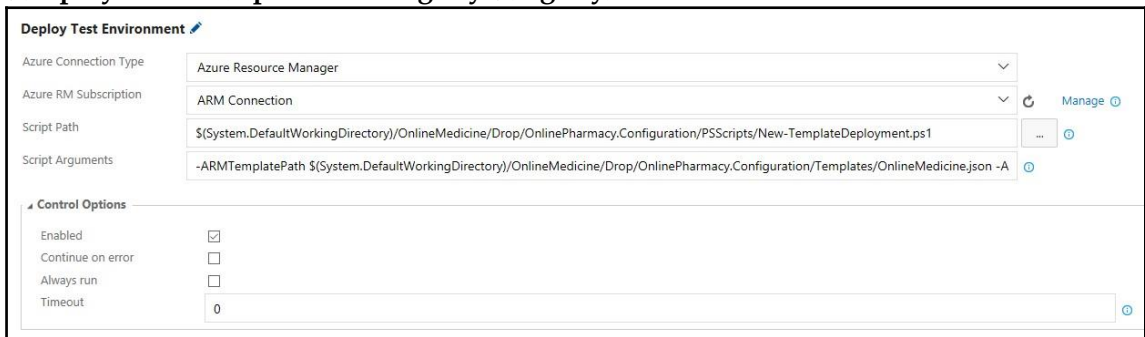 Deploy Test Environment
Azure Connection Type
Azure Resource Manager
Azure RM Subscription
ARM Connection
Manage
Script Path
$(System.DefaultWorkingDirectory)/OnlineMedicine/Drop/OnlinePharmacy.Configuration/PSScripts/New-TemplateDeployment.ps1
...
Script Arguments
-ARMTemplatePath $(System.DefaultWorkingDirectory)/OnlineMedicine/Drop/OnlinePharmacy.Configuration/Templates/OnlineMedicine.json -A
Control Options
Enabled
Continue on error
Always run
Timeout
0